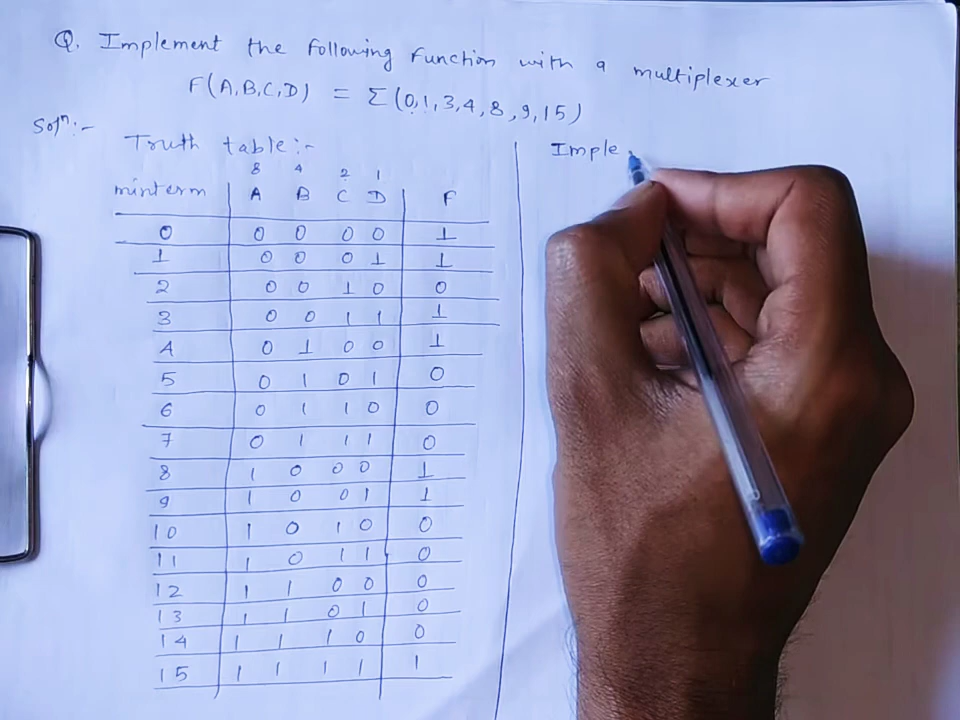 Q. Implement the following function with a multiplexer
F(A,B,C,D) = Σ(0,1,3,4,8,9,15)
Solⁿ:-
Truth table:-
8 4 2 1
minterm A B C D F
0 0 0 0 0 1
1 0 0 0 1 1
2 0 0 1 0 0
3 0 0 1 1 1
4 0 1 0 0 1
5 0 1 0 1 0
6 0 1 1 0 0
7 0 1 1 1 0
8 1 0 0 0 1
9 1 0 0 1 1
10 1 0 1 0 0
11 1 0 1 1 0
12 1 1 0 0 0
13 1 1 0 1 0
14 1 1 1 0 0
15 1 1 1 1 1
Imple